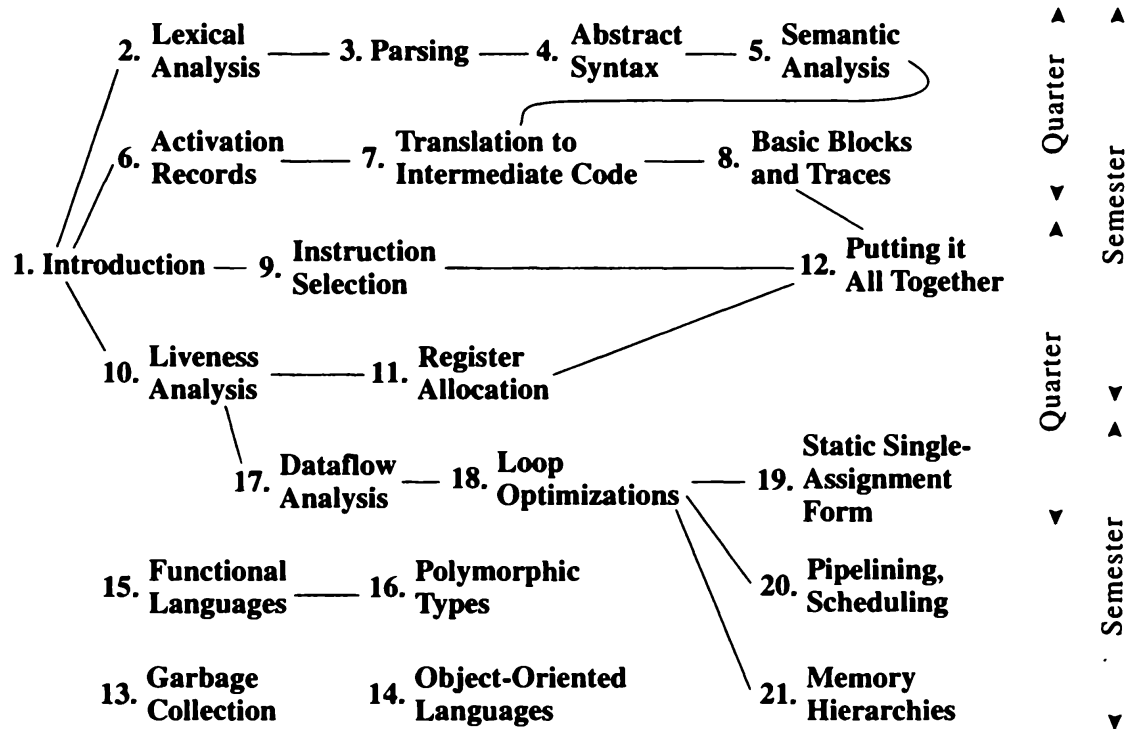 2. Lexical Analysis
3. Parsing
4. Abstract Syntax
5. Semantic Analysis
6. Activation Records
7. Translation to Intermediate Code
8. Basic Blocks and Traces
1. Introduction
9. Instruction Selection
12. Putting it All Together
10. Liveness Analysis
11. Register Allocation
17. Dataflow Analysis
18. Loop Optimizations
19. Static Single-Assignment Form
15. Functional Languages
16. Polymorphic Types
20. Pipelining, Scheduling
13. Garbage Collection
14. Object-Oriented Languages
21. Memory Hierarchies
Quarter
Quarter
Semester
Semester